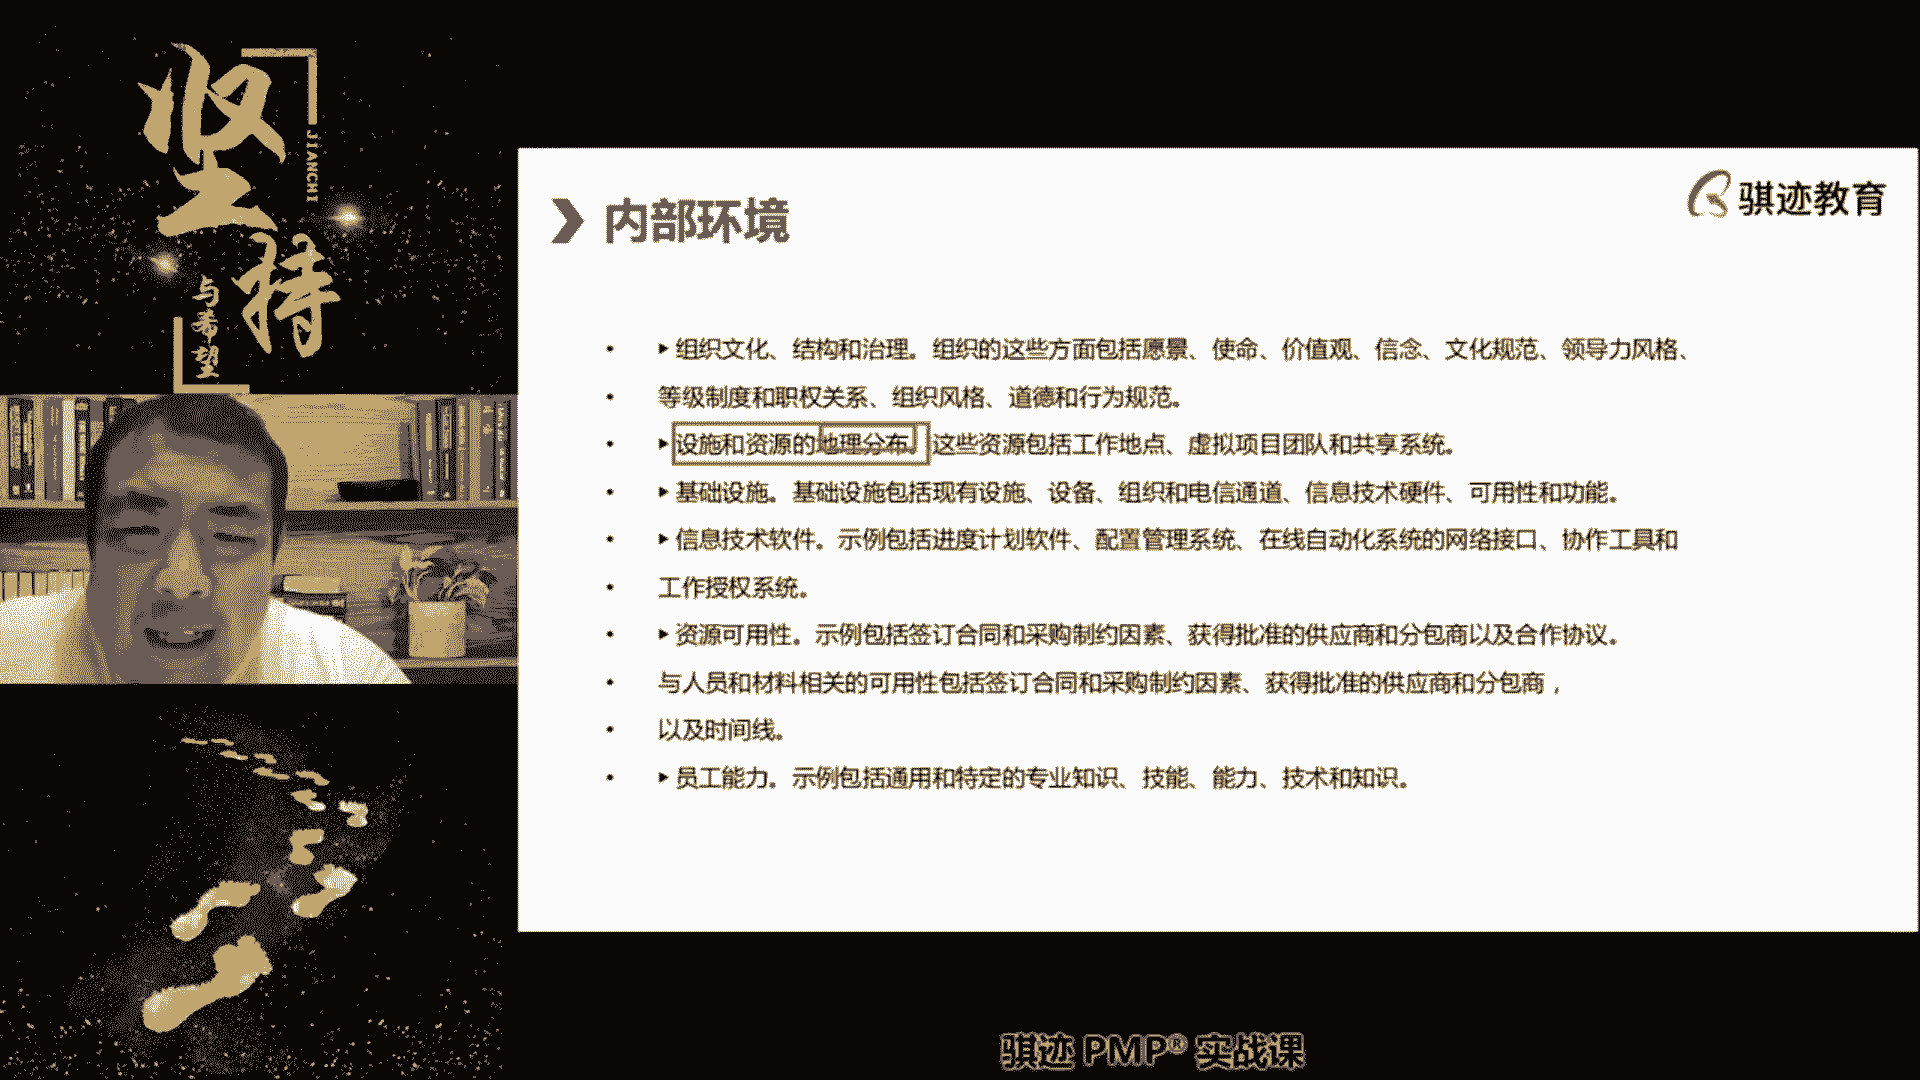 坚持
JIANCHI
与希望
骐迹教育
内部环境
• ▸组织文化、结构和治理。组织的这些方面包括愿景、使命、价值观、信念、文化规范、领导力风格、
• 等级制度和职权关系、组织风格、道德和行为规范。
• ▸设施和资源的地理分布。这些资源包括工作地点、虚拟项目团队和共享系统。
• ▸基础设施。基础设施包括现有设施、设备、组织和电信通道、信息技术硬件、可用性和功能。
• ▸信息技术软件。示例包括进度计划软件、配置管理系统、在线自动化系统的网络接口、协作工具和
• 工作授权系统。
• ▸资源可用性。示例包括签订合同和采购制约因素、获得批准的供应商和分包商以及合作协议。
• 与人员和材料相关的可用性包括签订合同和采购制约因素、获得批准的供应商和分包商，
• 以及时间线。
• ▸员工能力。示例包括通用和特定的专业知识、技能、能力、技术和知识。
骐迹 PMP® 实战课